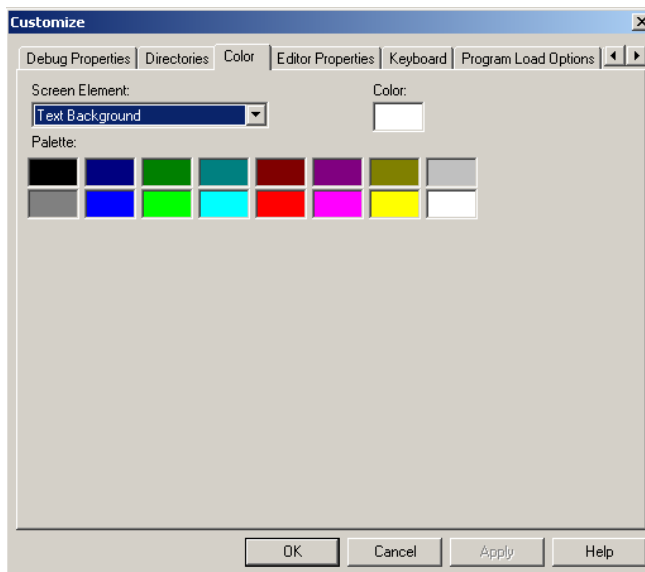 Customize
Debug Properties Directories Color Editor Properties Keyboard Program Load Options
Screen Element: Color:
Text Background
Palette:
OK Cancel Apply Help